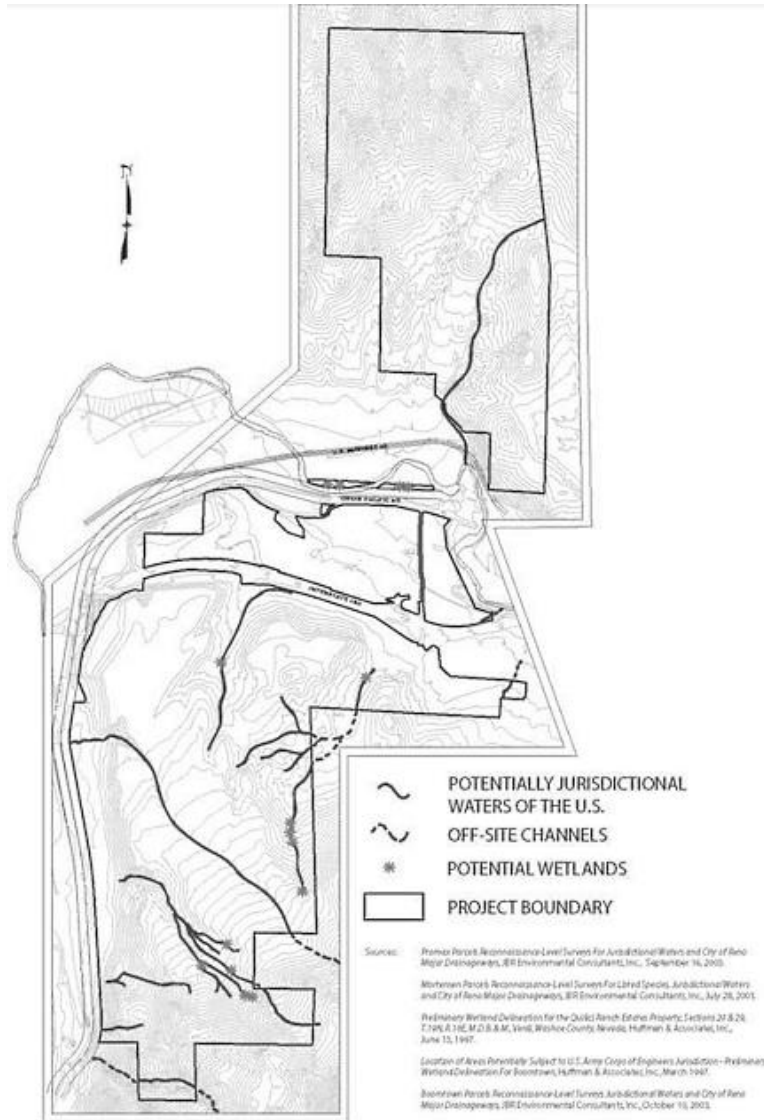 N
U.S. INTERSTATE 80
UNION PACIFIC RR
INTERSTATE
POTENTIALLY JURISDICTIONAL
WATERS OF THE U.S.
OFF-SITE CHANNELS
POTENTIAL WETLANDS
PROJECT BOUNDARY
Sources:
Parcels Reconnaissance-Level Surveys For Jurisdictional Waters and City of Reno
Major Drainageways, JBR Environmental Consultants, Inc., September 16, 2003.
Mortensen Parcels Reconnaissance-Level Surveys For Listed Species, Jurisdictional Waters
and City of Reno Major Drainageways, JBR Environmental Consultants, Inc., July 28, 2003.
Preliminary Wetland Delineation for the Quilici Ranch Estates Property, Sections
T.19N, R.18E, M.D.B.&M., Verdi, Washoe County, Nevada, Huffman & Associates, Inc.,
June 13, 1997.
Location of Areas Potentially Subject to U.S. Army Corps of Engineers Jurisdiction - Preliminary
Wetland Delineation For Boomtown, Huffman & Associates, Inc., March 1997.
Boomtown Parcels Reconnaissance-Level Surveys Jurisdictional Waters and City of Reno
Major Drainageways, JBR Environmental Consultants, Inc., October 10, 2003.